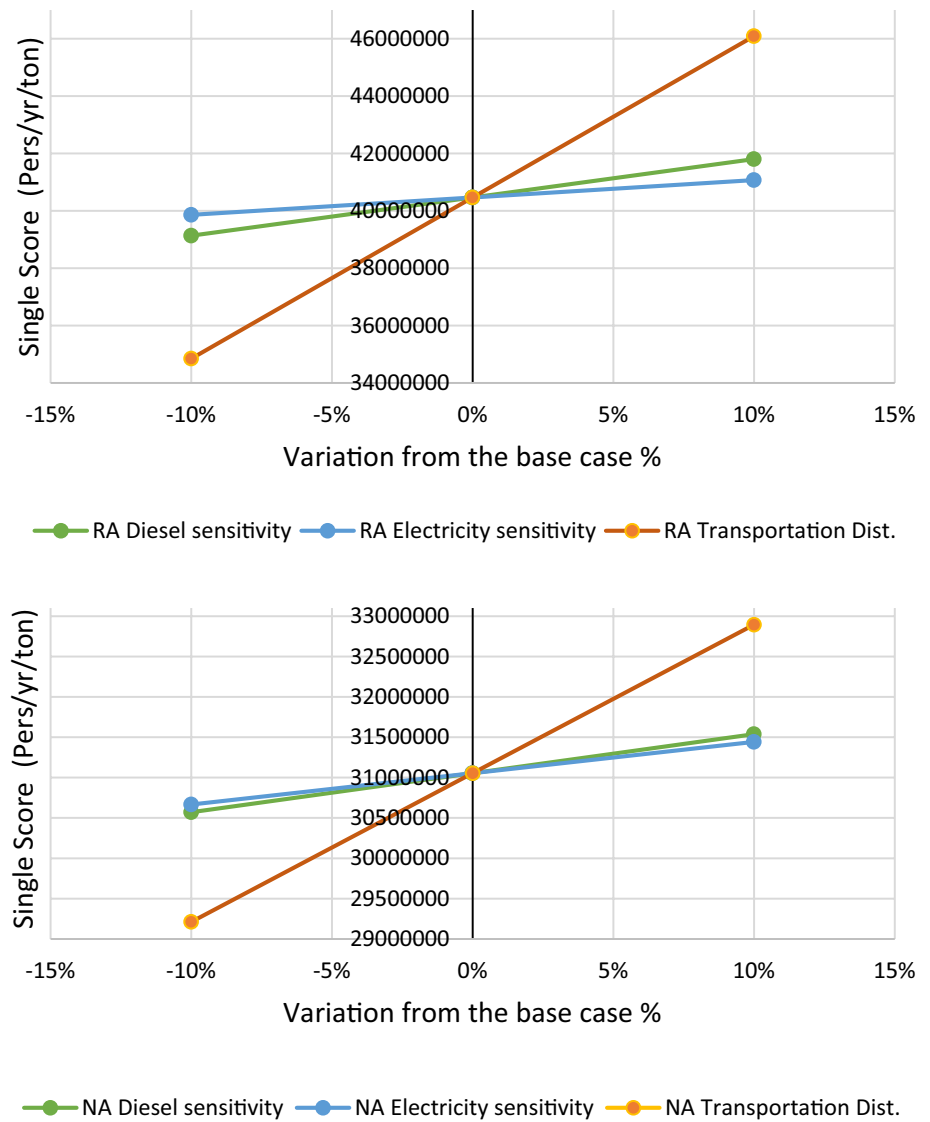 Single Score (Pers/yr/ton)
46000000
44000000
42000000
40000000
38000000
36000000
34000000
-15% -10% -5% 0% 5% 10% 15%
Variation from the base case %
RA Diesel sensitivity RA Electricity sensitivity RA Transportation Dist.
Single Score (Pers/yr/ton)
33000000
32500000
32000000
31500000
31000000
30500000
30000000
29500000
29000000
-15% -10% -5% 0% 5% 10% 15%
Variation from the base case %
NA Diesel sensitivity NA Electricity sensitivity NA Transportation Dist.